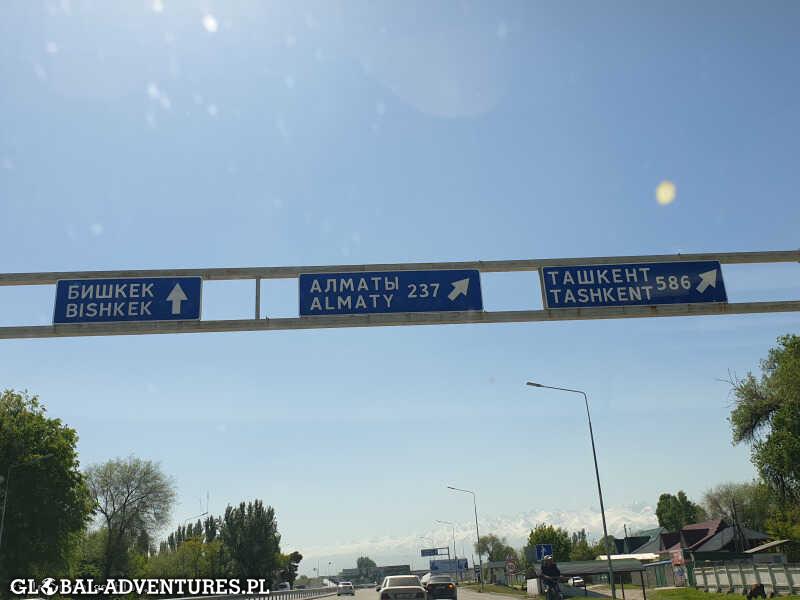 БИШКЕК
BISHKEK
АЛМАТЫ
ALMATY 237
ТАШКЕНТ
TASHKENT 586
GLOBAL-ADVENTURES.PL